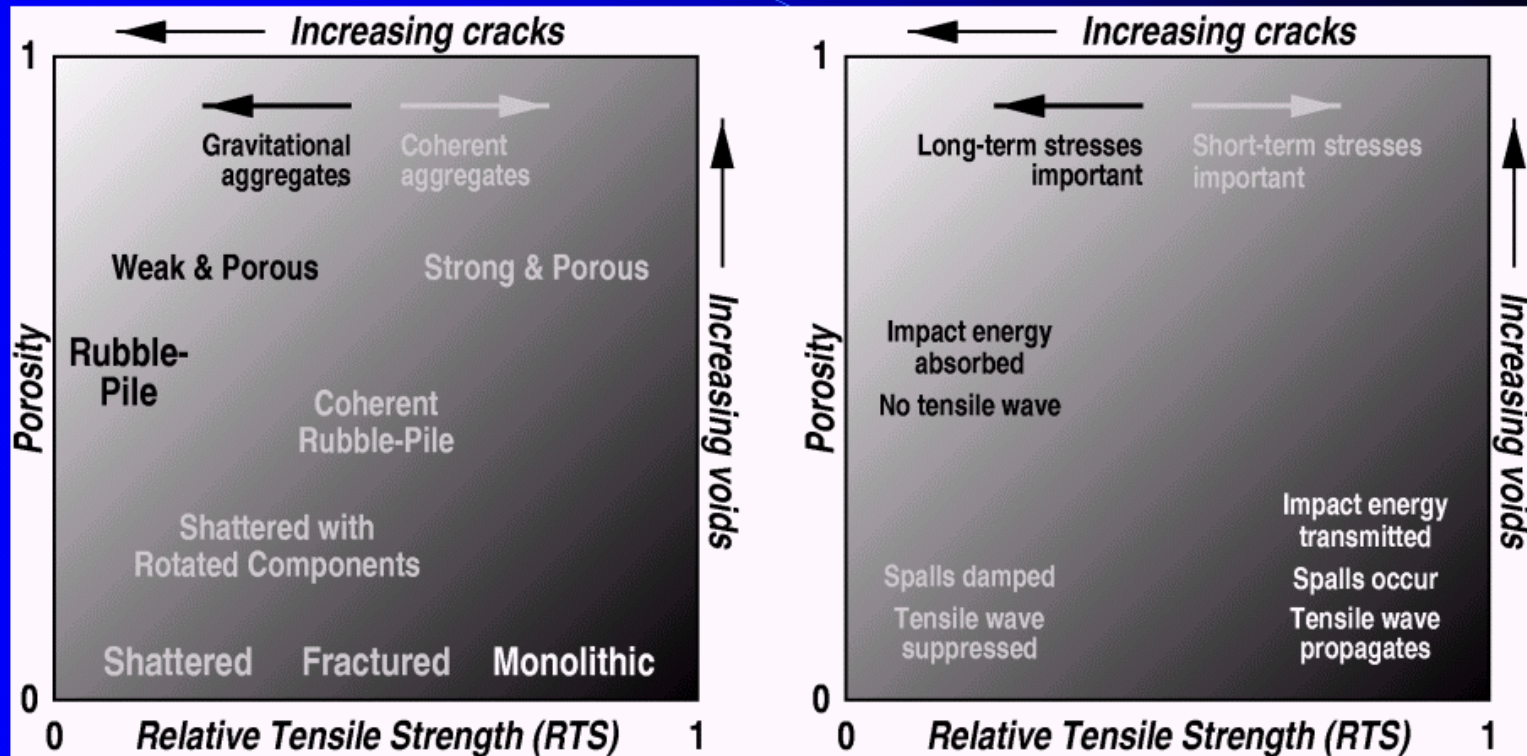 Increasing cracks
1
Gravitational
aggregates
Coherent
aggregates
Weak & Porous
Strong & Porous
Rubble-
Pile
Coherent
Rubble-Pile
Shattered with
Rotated Components
Shattered
Fractured
Monolithic
Porosity
Increasing voids
0
0
Relative Tensile Strength (RTS)
1
Increasing cracks
1
Long-term stresses
important
Short-term stresses
important
Impact energy
absorbed
No tensile wave
Impact energy
transmitted
Spalls occur
Tensile wave
propagates
Spalls damped
Tensile wave
suppressed
Porosity
Increasing voids
0
0
Relative Tensile Strength (RTS)
1